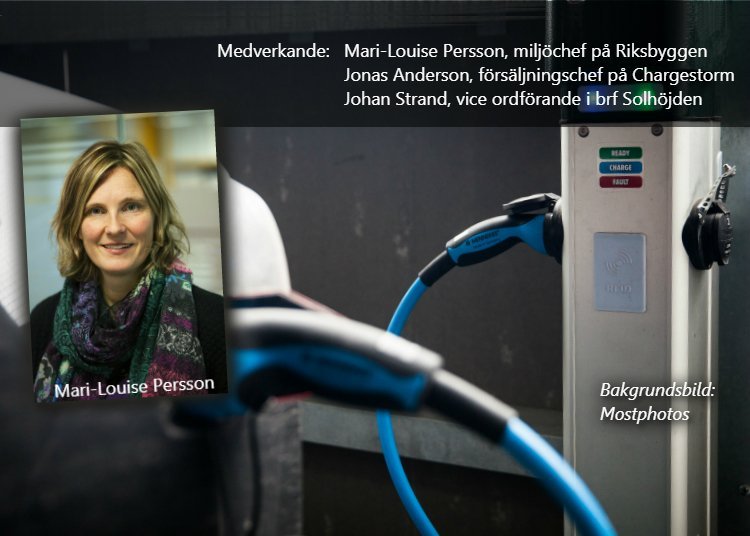 Medverkande: Mari-Louise Persson, miljöchef på Riksbyggen
Jonas Anderson, försäljningschef på Chargestorm
Johan Strand, vice ordförande i brf Solhöjden
READY
CHARGE
FAULT
RFID
Mari-Louise Persson
Bakgrundsbild:
Mostphotos